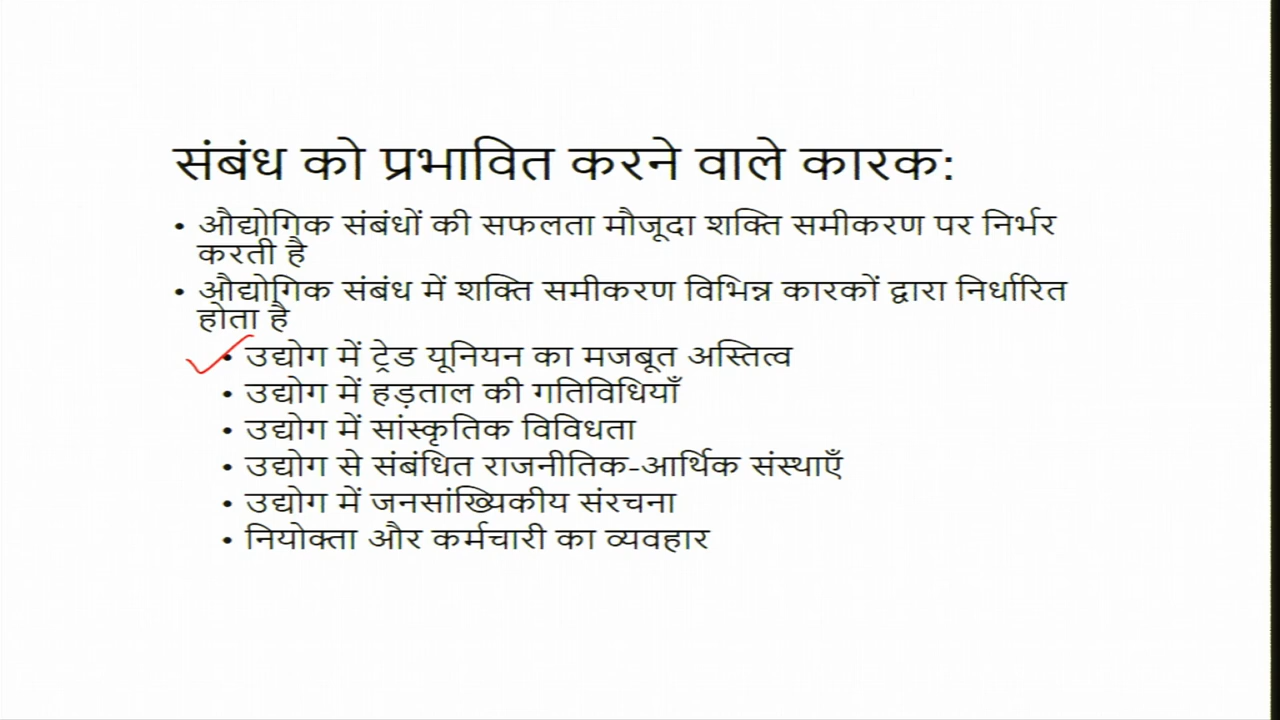 संबंध को प्रभावित करने वाले कारक:
• औद्योगिक संबंधों की सफलता मौजूदा शक्ति समीकरण पर निर्भर
करती है
• औद्योगिक संबंध में शक्ति समीकरण विभिन्न कारकों द्वारा निर्धारित
होता है
• उद्योग में ट्रेड यूनियन का मजबूत अस्तित्व
• उद्योग में हड़ताल की गतिविधियाँ
• उद्योग में सांस्कृतिक विविधता
• उद्योग से संबंधित राजनीतिक-आर्थिक संस्थाएँ
• उद्योग में जनसांख्यिकीय संरचना
• नियोक्ता और कर्मचारी का व्यवहार